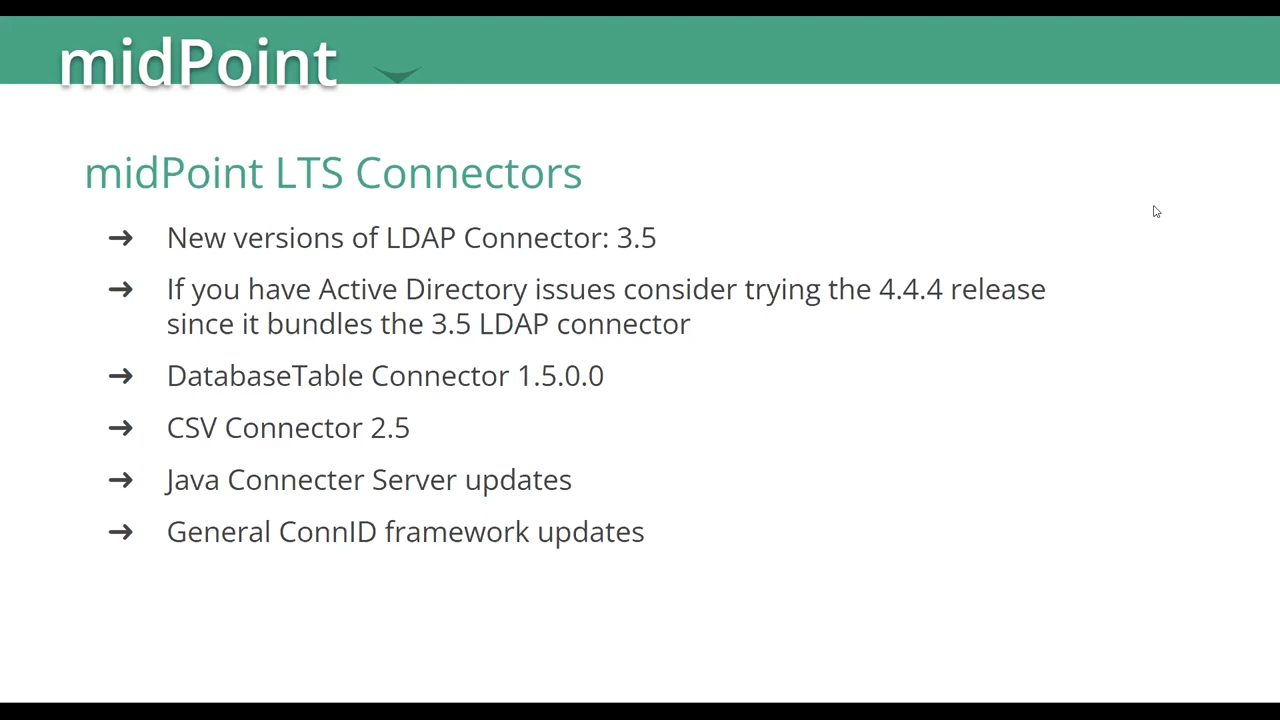 midPoint
midPoint LTS Connectors
➔ New versions of LDAP Connector: 3.5
➔ If you have Active Directory issues consider trying the 4.4.4 release
since it bundles the 3.5 LDAP connector
➔ DatabaseTable Connector 1.5.0.0
➔ CSV Connector 2.5
➔ Java Connecter Server updates
➔ General ConnID framework updates